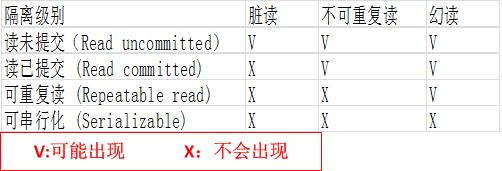 隔离级别 脏读 不可重复读 幻读
读未提交 (Read uncommitted) V V V
读已提交 (Read committed) X V V
可重复读 (Repeatable read) X X V
可串行化 (Serializable) X X X
V:可能出现 X：不会出现